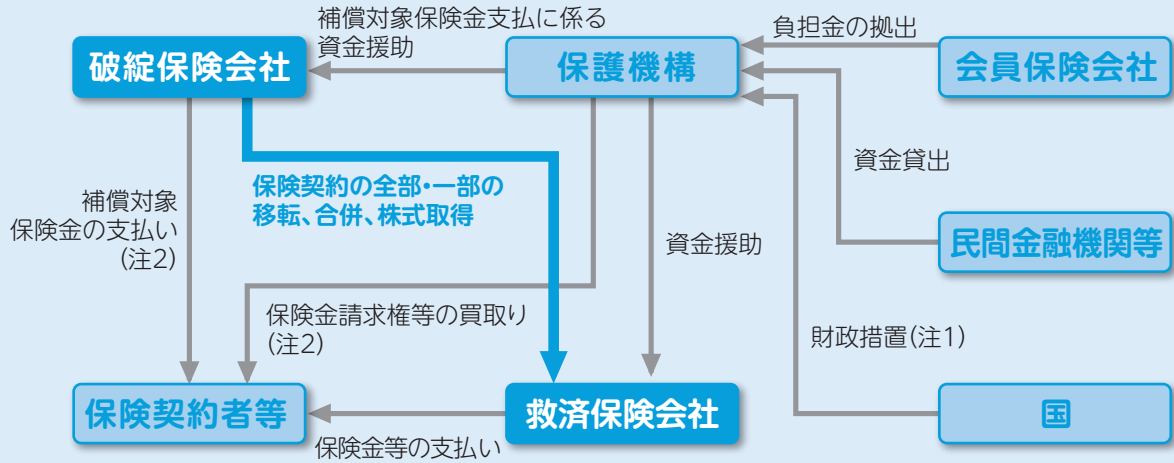 補償対象保険金支払に係る
資金援助
負担金の拠出
破綻保険会社
保護機構
会員保険会社
資金貸出
保険契約の全部・一部の
移転、合併、株式取得
補償対象
保険金の支払い
(注2)
資金援助
民間金融機関等
保険金請求権等の買取り
(注2)
財政措置(注1)
保険契約者等
救済保険会社
国
保険金等の支払い